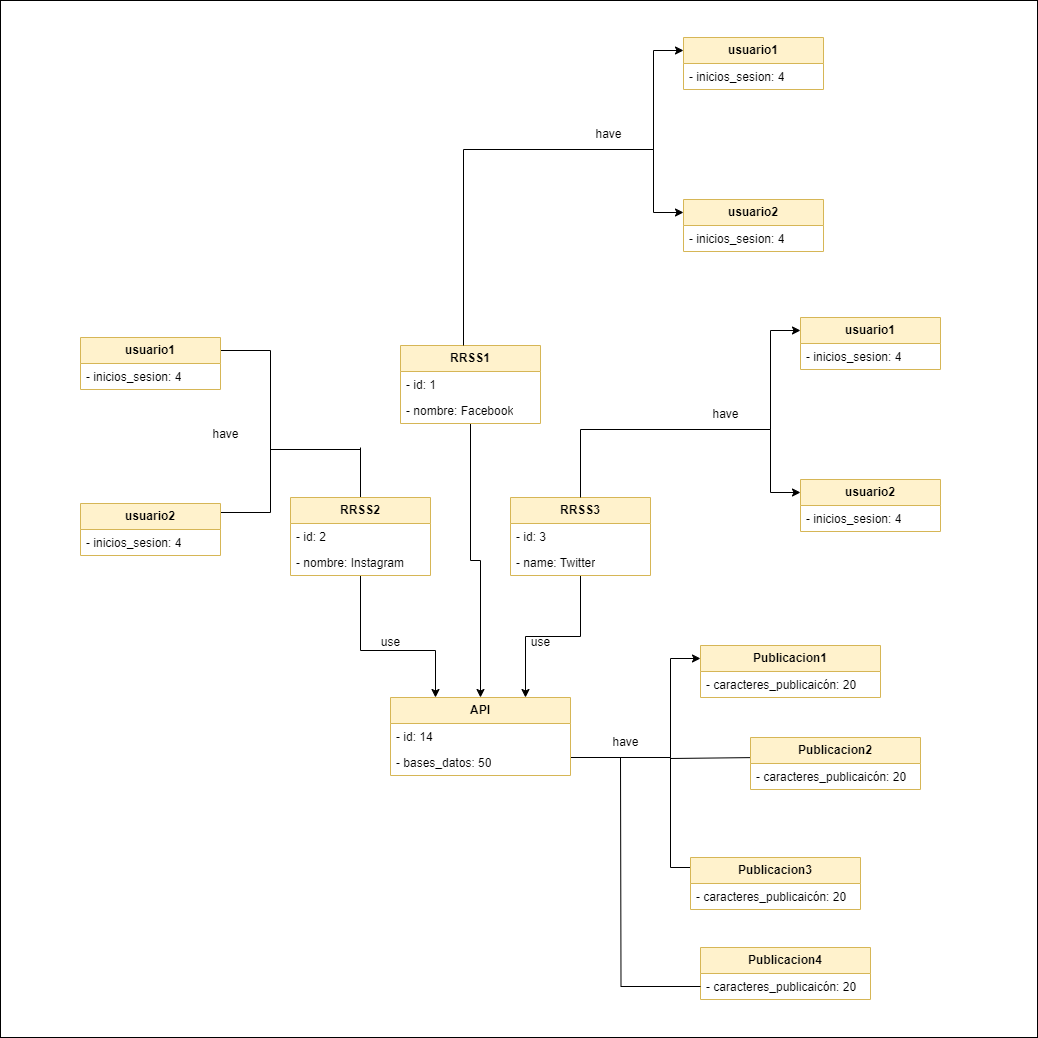 usuario1
- inicios_sesion: 4
have
usuario2
- inicios_sesion: 4
usuario1
- inicios_sesion: 4
have
usuario2
- inicios_sesion: 4
RRSS1
- id: 1
- nombre: Facebook
usuario1
- inicios_sesion: 4
have
usuario2
- inicios_sesion: 4
RRSS2
- id: 2
- nombre: Instagram
RRSS3
- id: 3
- name: Twitter
use
use
API
- id: 14
- bases_datos: 50
have
Publicacion1
- caracteres_publicaicón: 20
Publicacion2
- caracteres_publicaicón: 20
Publicacion3
- caracteres_publicaicón: 20
Publicacion4
- caracteres_publicaicón: 20